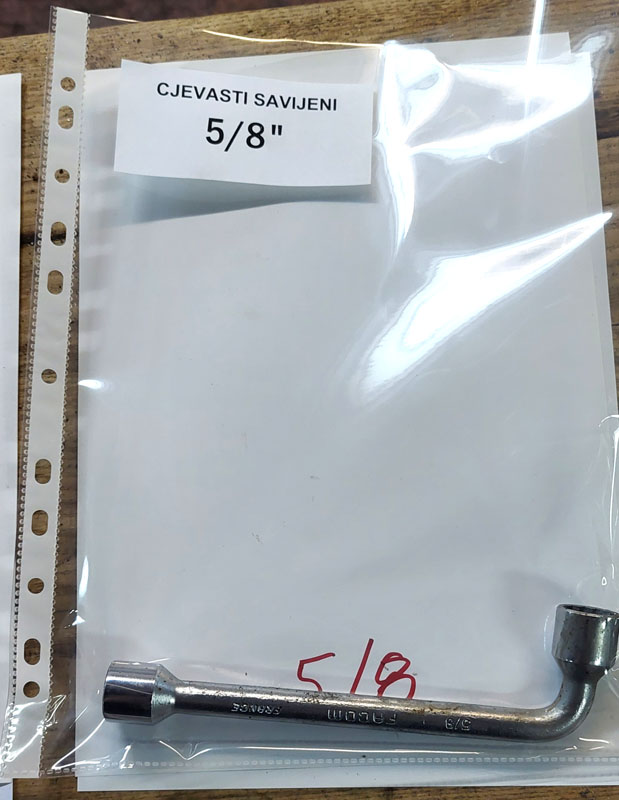 CJEVASTI SAVIJENI
5/8"
5/8
FRANCE FACOM 5/8